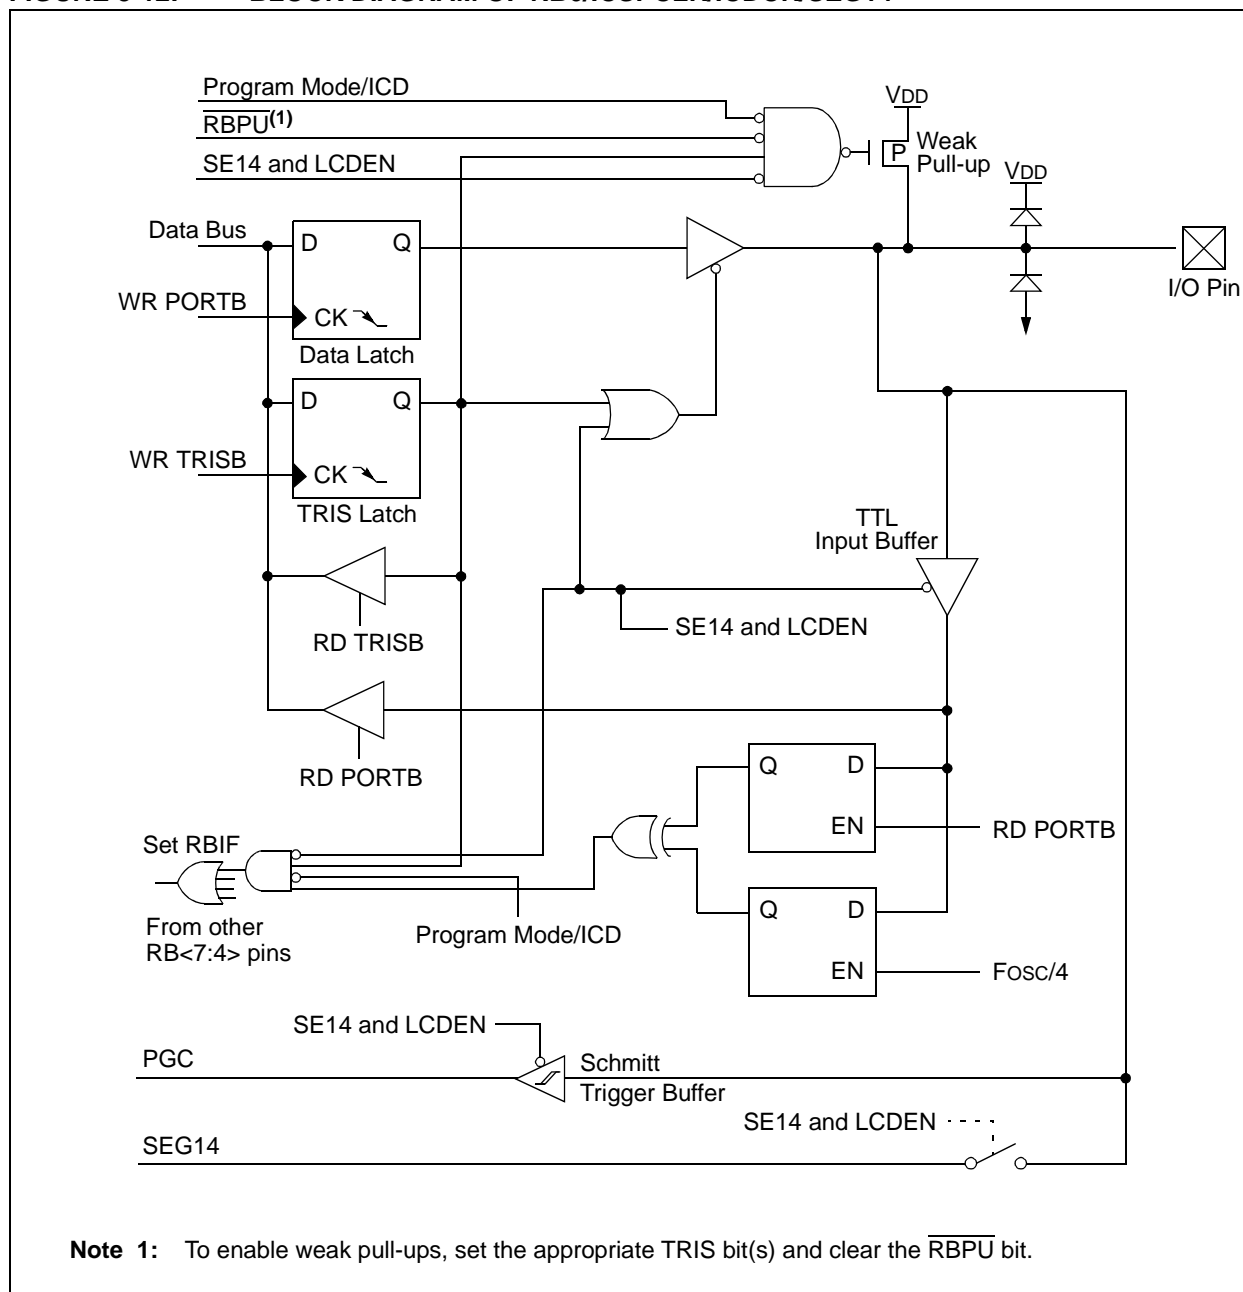 Program Mode/ICD
RBPU(1)
SE14 and LCDEN
VDD
P
Weak
Pull-up
VDD
Data Bus
D
Q
WR PORTB
CK
Data Latch
I/O Pin
D
Q
WR TRISB
CK
TRIS Latch
TTL
Input Buffer
RD TRISB
SE14 and LCDEN
RD PORTB
Q
D
EN
RD PORTB
Set RBIF
From other
RB<7:4> pins
Program Mode/ICD
Q
D
EN
FOSC/4
SE14 and LCDEN
PGC
Schmitt
Trigger Buffer
SE14 and LCDEN
SEG14
Note 1: To enable weak pull-ups, set the appropriate TRIS bit(s) and clear the RBPU bit.